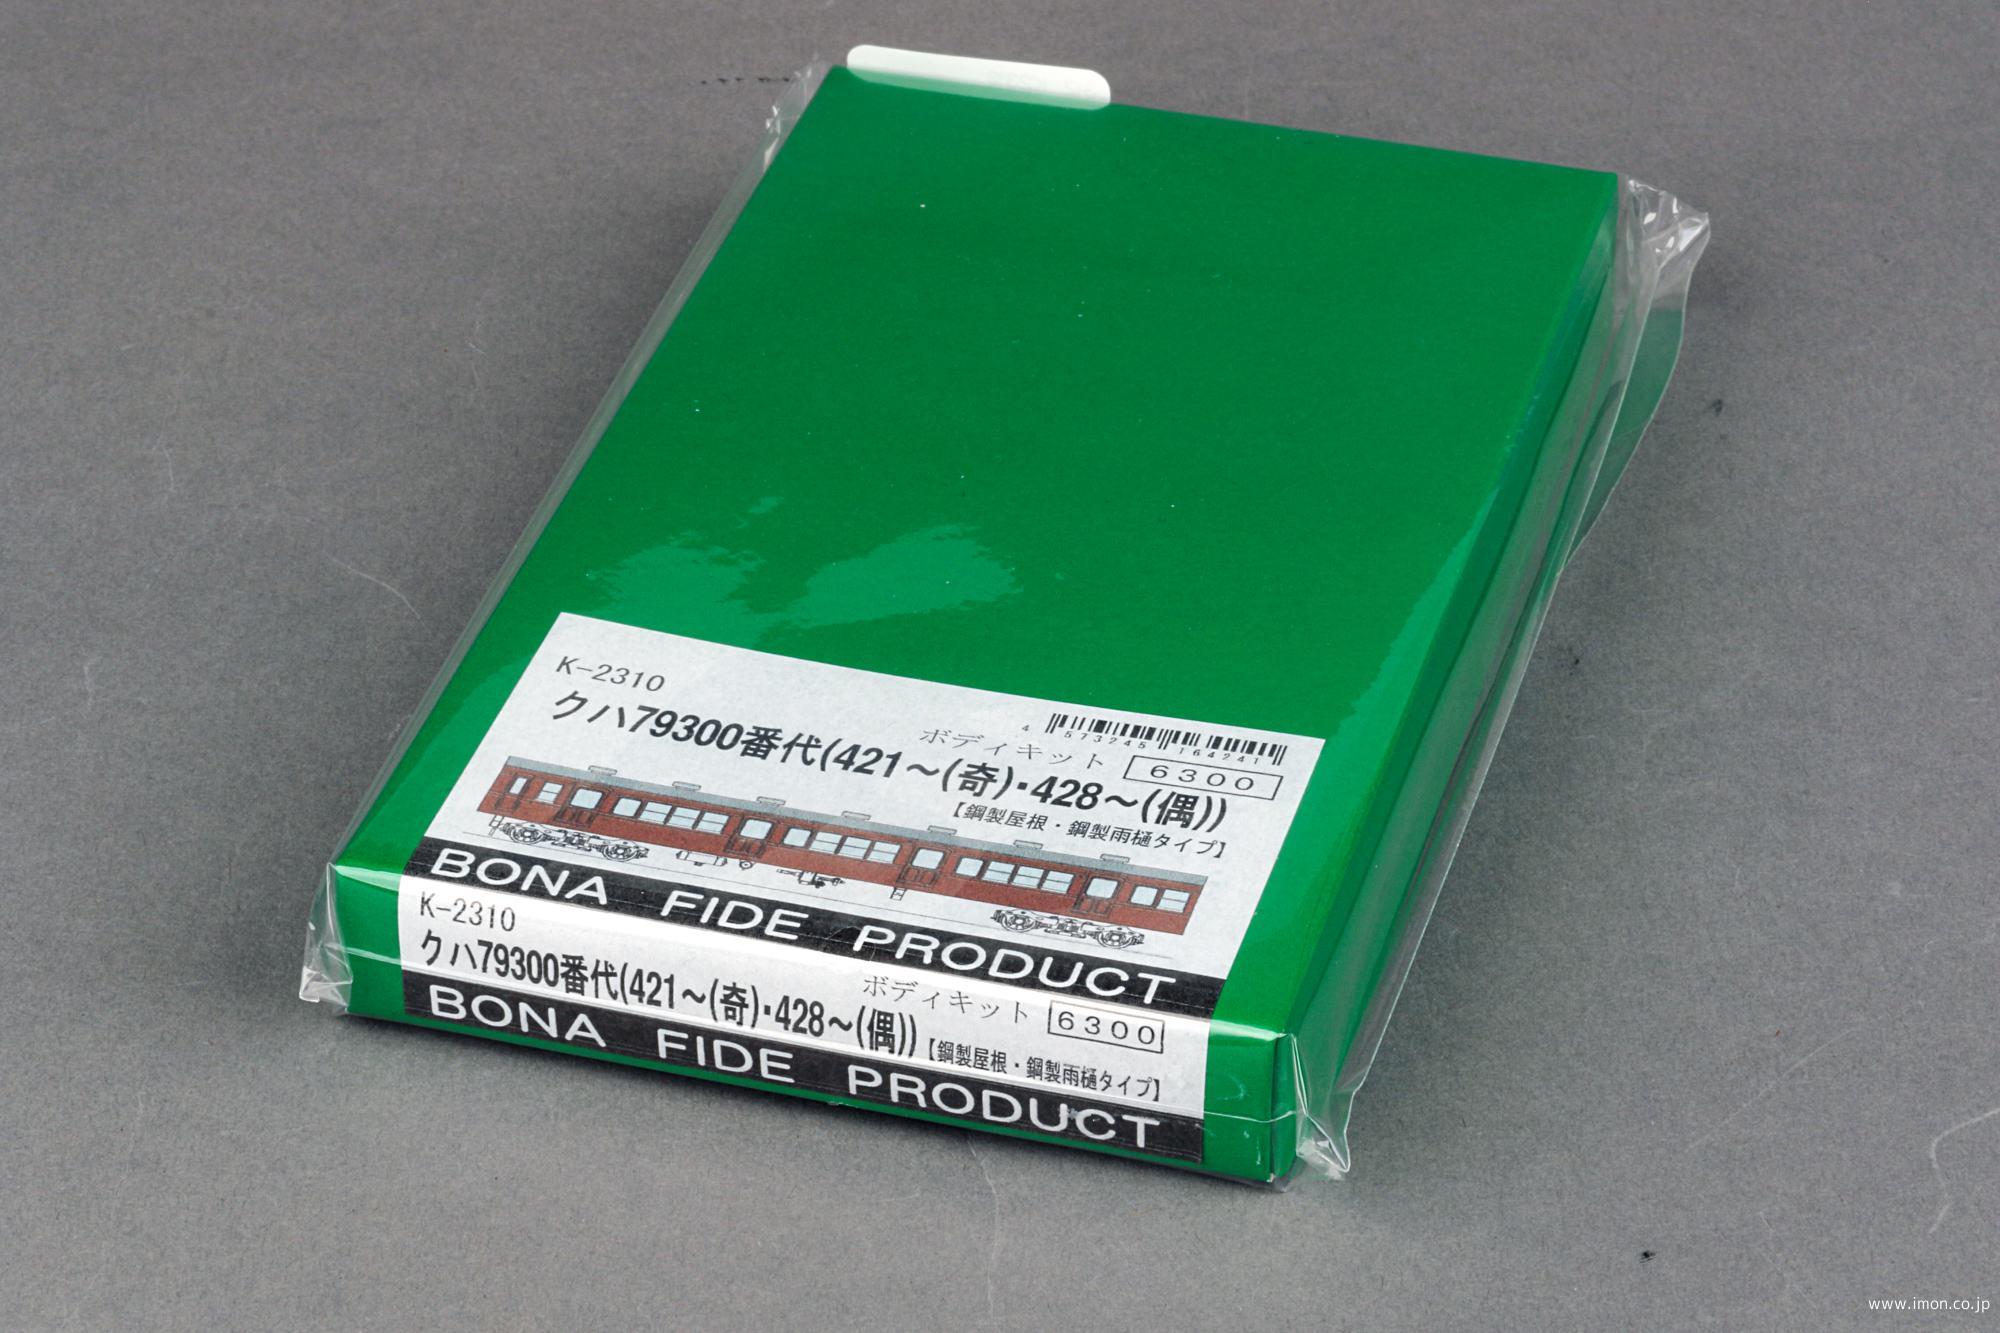 K-2310
4 573245 164241
ボディキット 6300
クハ79300番代(421～(奇)・428～(偶))
【鋼製屋根・鋼製雨樋タイプ】
BONA FIDE PRODUCT
K-2310
ボディキット 6300
クハ79300番代(421～(奇)・428～(偶))
【鋼製屋根・鋼製雨樋タイプ】
BONA FIDE PRODUCT
www.imon.co.jp